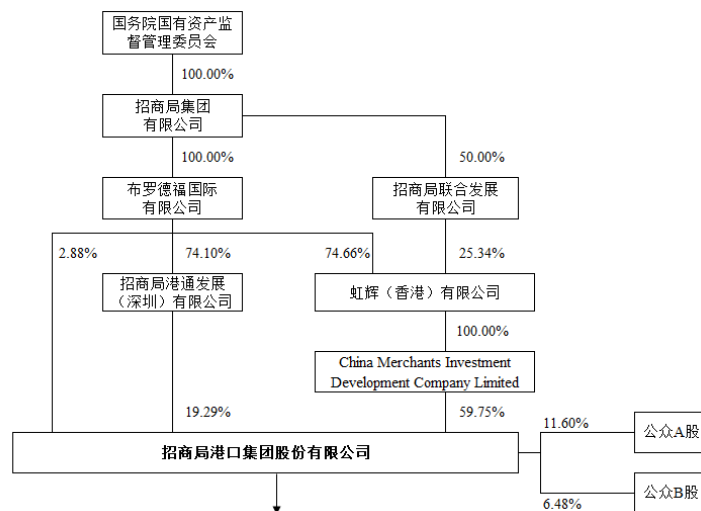 国务院国有资产监
督管理委员会
100.00%
招商局集团
有限公司
100.00%
50.00%
布罗德福国际
有限公司
招商局联合发展
有限公司
2.88%
74.10%
74.66%
25.34%
招商局港通发展
（深圳）有限公司
虹辉（香港）有限公司
100.00%
China Merchants Investment
Development Company Limited
19.29%
59.75%
招商局港口集团股份有限公司
11.60%
公众A股
公众B股
6.48%